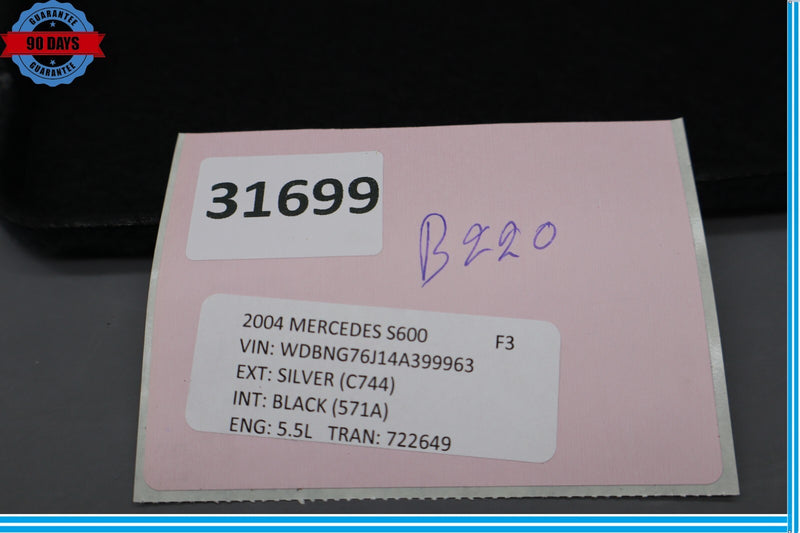 GUARANTEE
90 DAYS
GUARANTEE
31699
B220
2004 MERCEDES S600 F3
VIN: WDBNG76J14A399963
EXT: SILVER (C744)
INT: BLACK (571A)
ENG: 5.5L TRAN: 722649